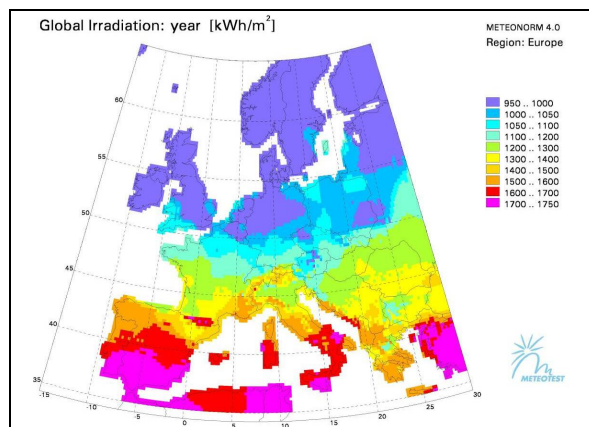 Global Irradiation: year [kWh/m²]
METEONORM 4.0
Region: Europe
950 .. 1000
1000 .. 1050
1050 .. 1100
1100 .. 1200
1200 .. 1300
1300 .. 1400
1400 .. 1500
1500 .. 1600
1600 .. 1700
1700 .. 1750
60
55
50
45
40
35
-15
-10
-5
0
5
10
15
20
25
30
METEOTEST